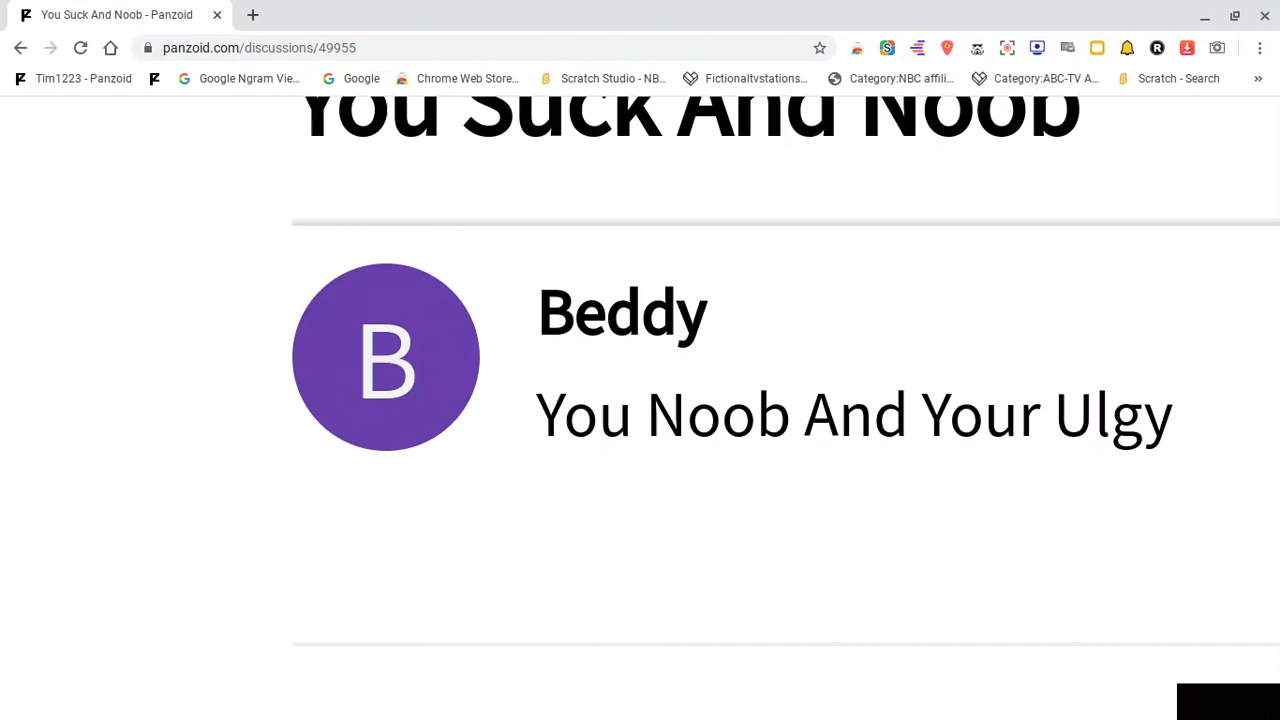 You Suck And Noob - Panzoid
panzoid.com/discussions/49955
Tim1223 - Panzoid
Google Ngram Vie...
Google
Chrome Web Store...
Scratch Studio - NB...
Fictionaltvstations...
Category:NBC affili...
Category:ABC-TV A...
Scratch - Search
»
You Suck And Noob
B
Beddy
You Noob And Your Ulgy